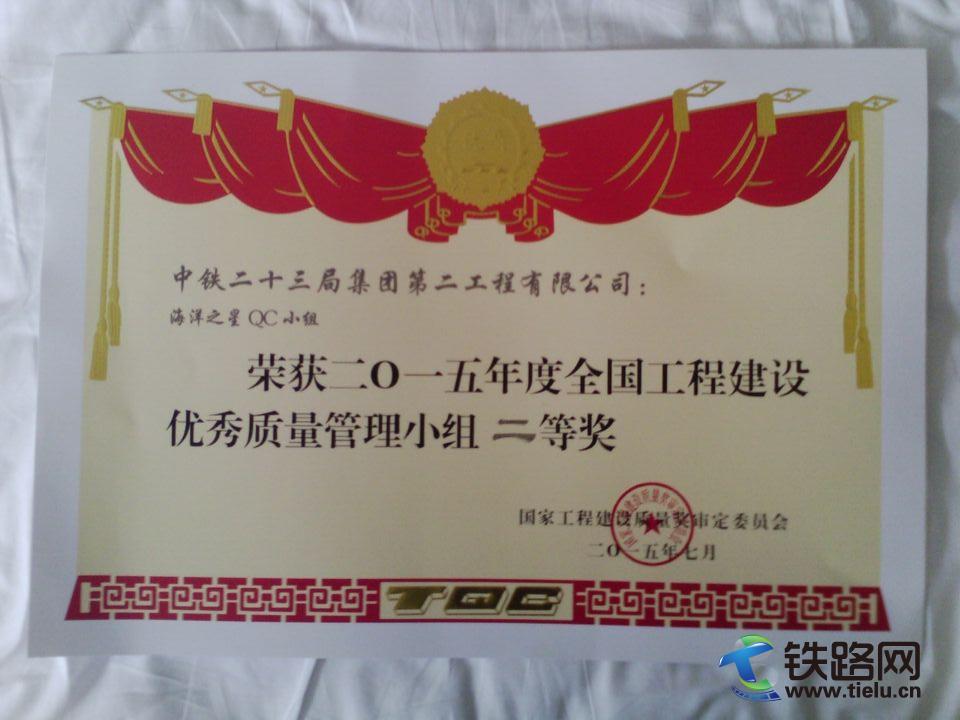 中铁二十三局集团第二工程有限公司：
海洋之星QC小组
荣获二O一五年度全国工程建设
优秀质量管理小组 二等奖
国家工程建设质量奖审定委员会
二O一五年七月
TQC
铁路网
www.tielu.cn